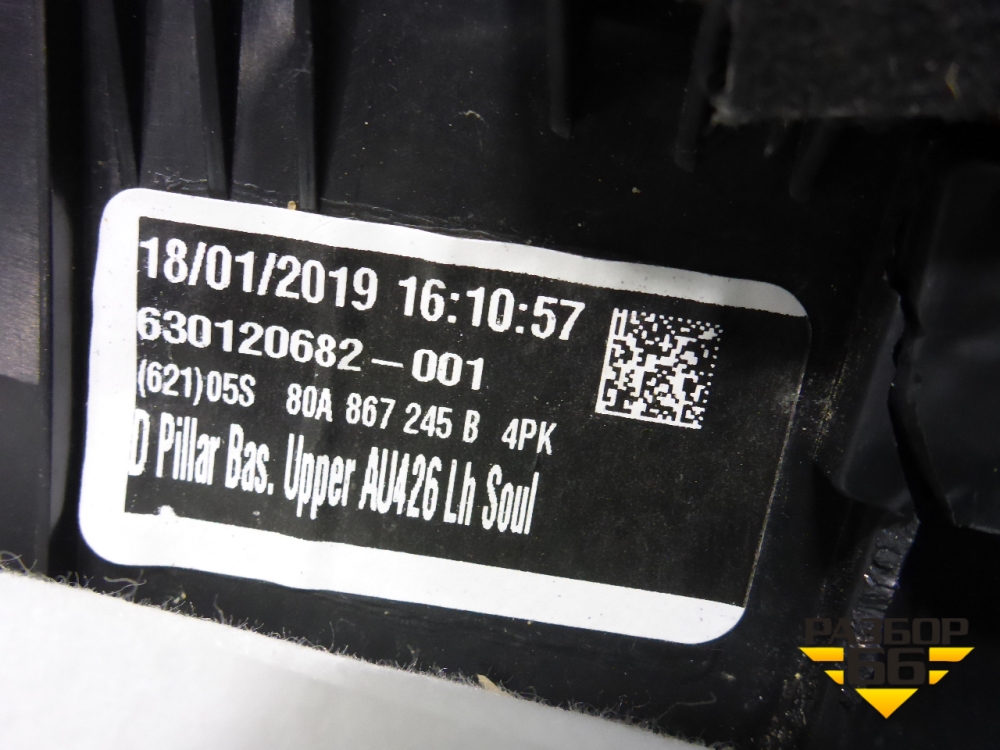 18/01/2019 16:10:57
630120682-001
(621)05S 80A 867 245 B 4PK
D Pillar Bas. Upper AU426 Lh Soul
РАЗБОР
66